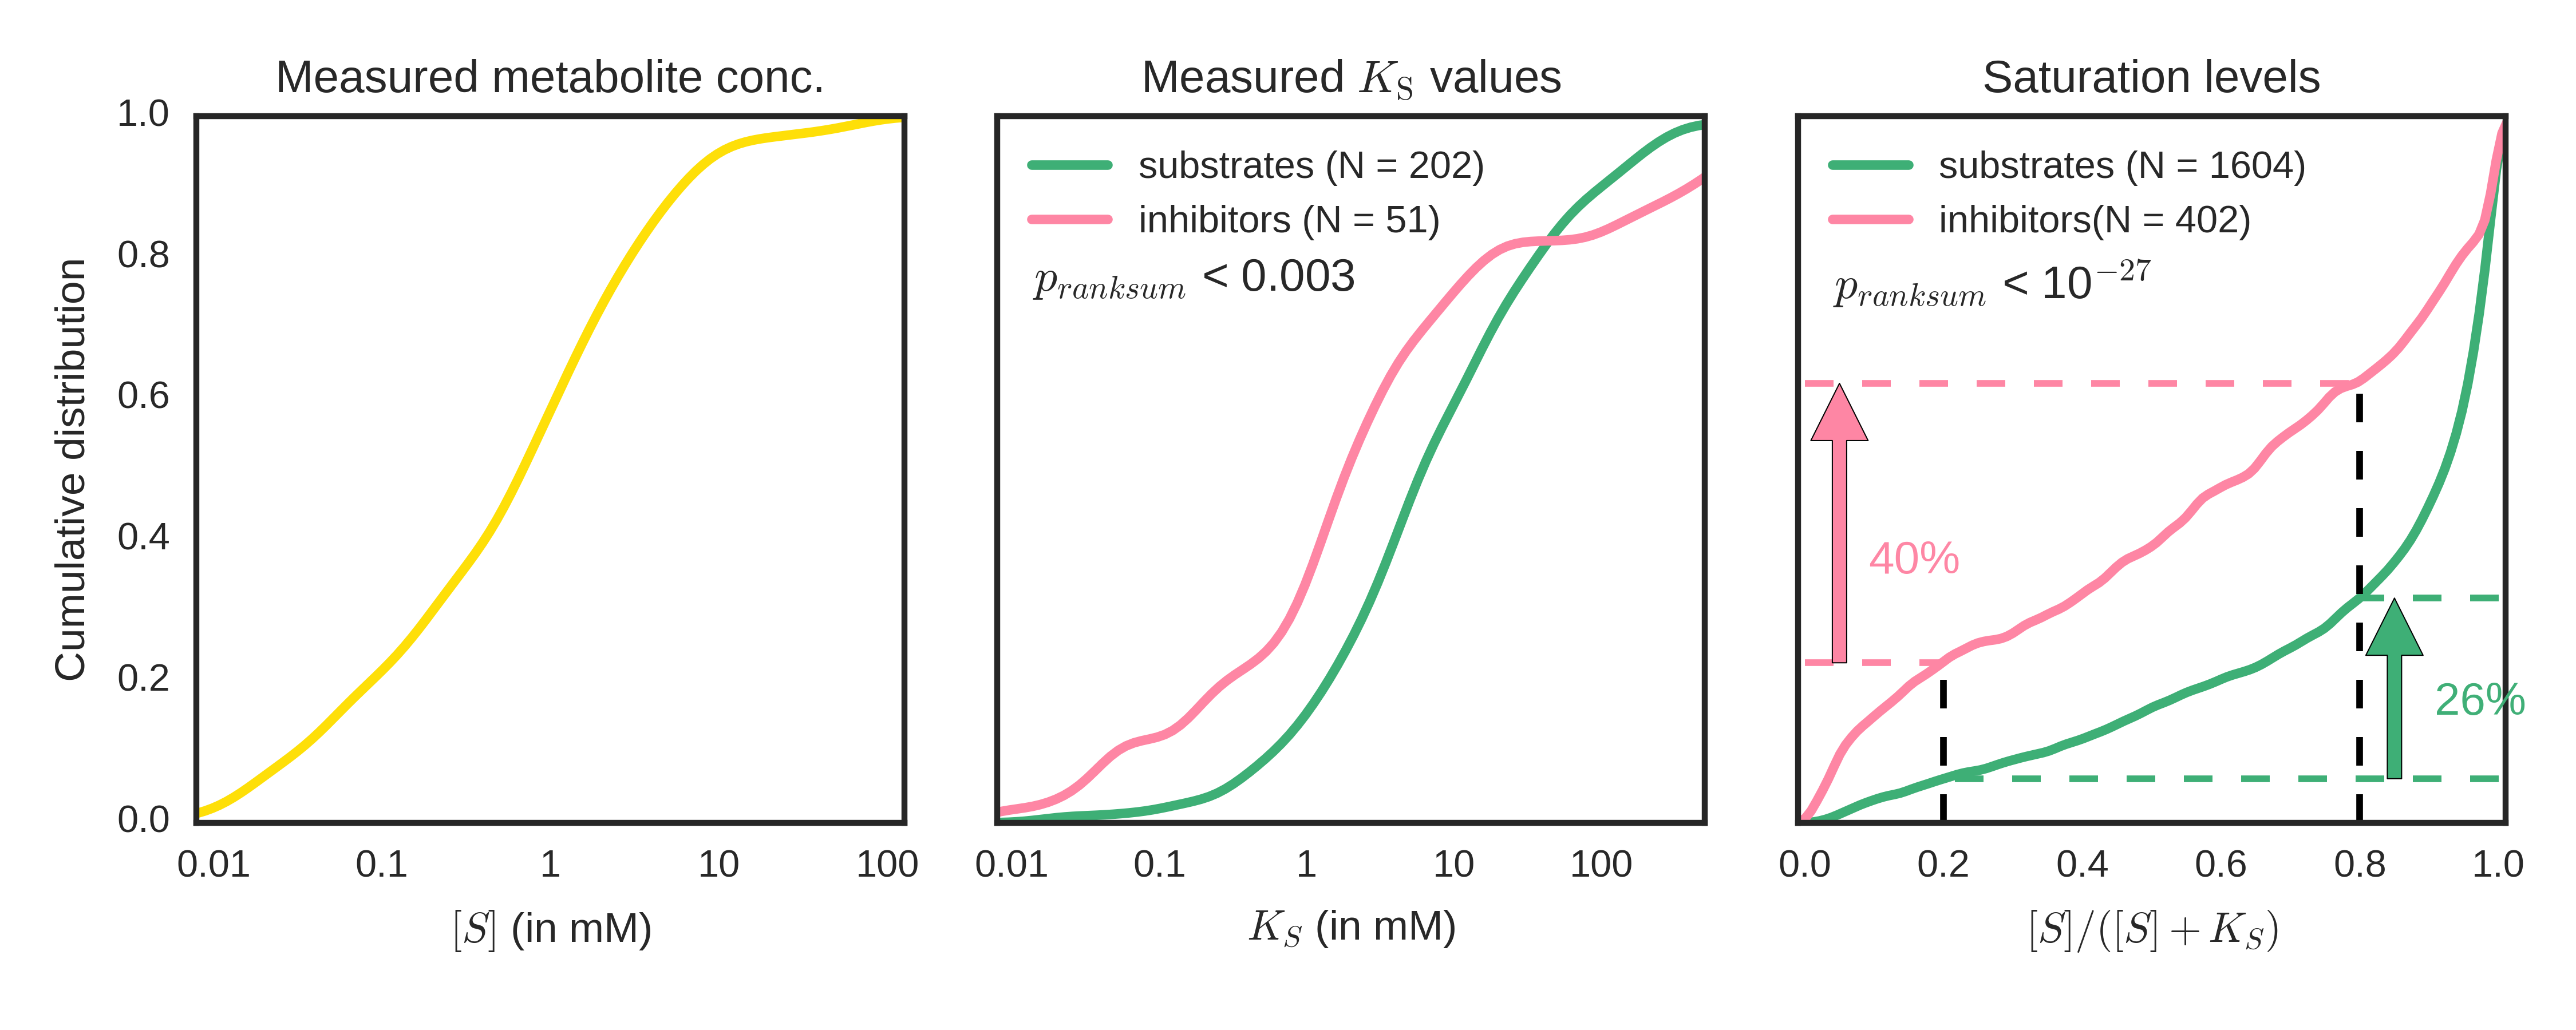 Measured metabolite conc.
Cumulative distribution
1.0
0.8
0.6
0.4
0.2
0.0
0.01 0.1 1 10 100
[S] (in mM)
Measured K_S values
substrates (N = 202)
inhibitors (N = 51)
p_ranksum < 0.003
0.01 0.1 1 10 100
K_S (in mM)
Saturation levels
substrates (N = 1604)
inhibitors(N = 402)
p_ranksum < 10^−27
40%
26%
0.0 0.2 0.4 0.6 0.8 1.0
[S]/([S] + K_S)